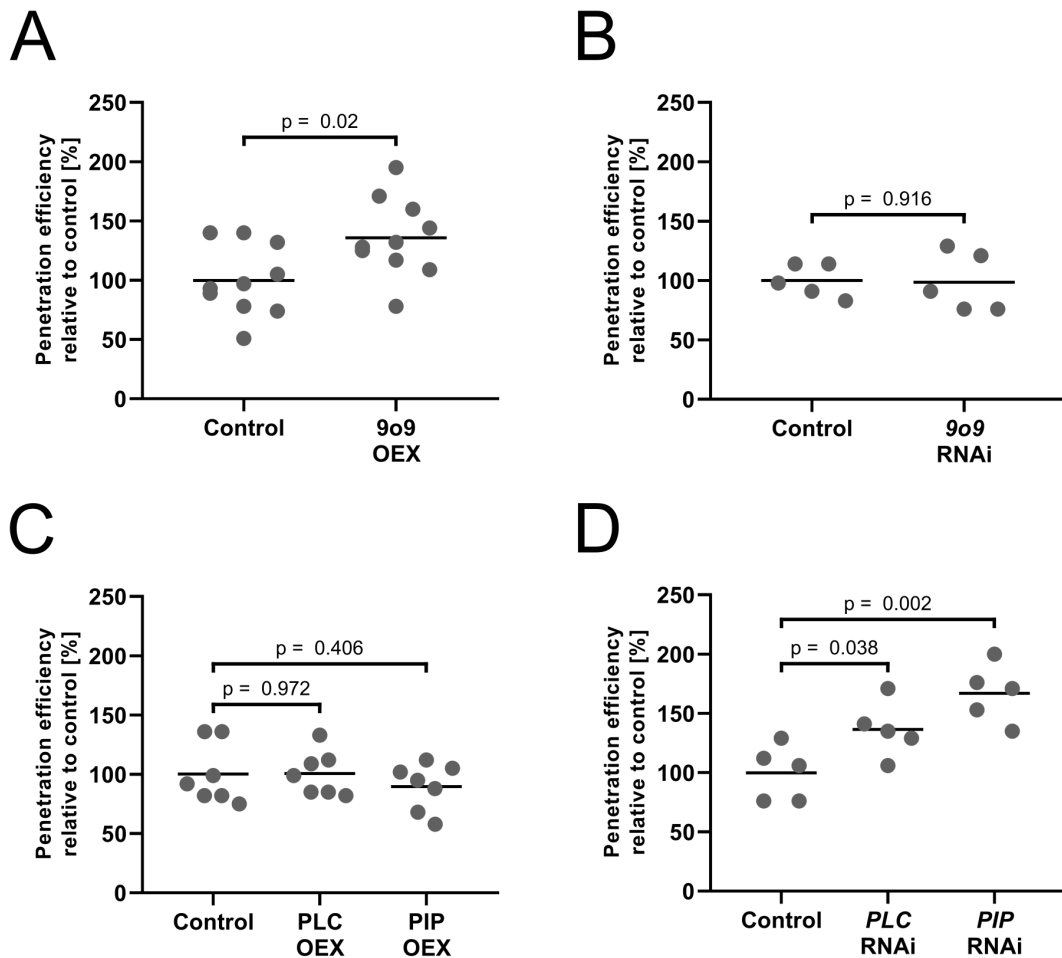 A
Penetration efficiency
relative to control [%]
250
200
150
100
50
0
p = 0.02
Control
9o9
OEX
B
Penetration efficiency
relative to control [%]
250
200
150
100
50
0
p = 0.916
Control
9o9
RNAi
C
Penetration efficiency
relative to control [%]
250
200
150
100
50
0
p = 0.406
p = 0.972
Control
PLC
OEX
PIP
OEX
D
Penetration efficiency
relative to control [%]
250
200
150
100
50
0
p = 0.002
p = 0.038
Control
PLC
RNAi
PIP
RNAi